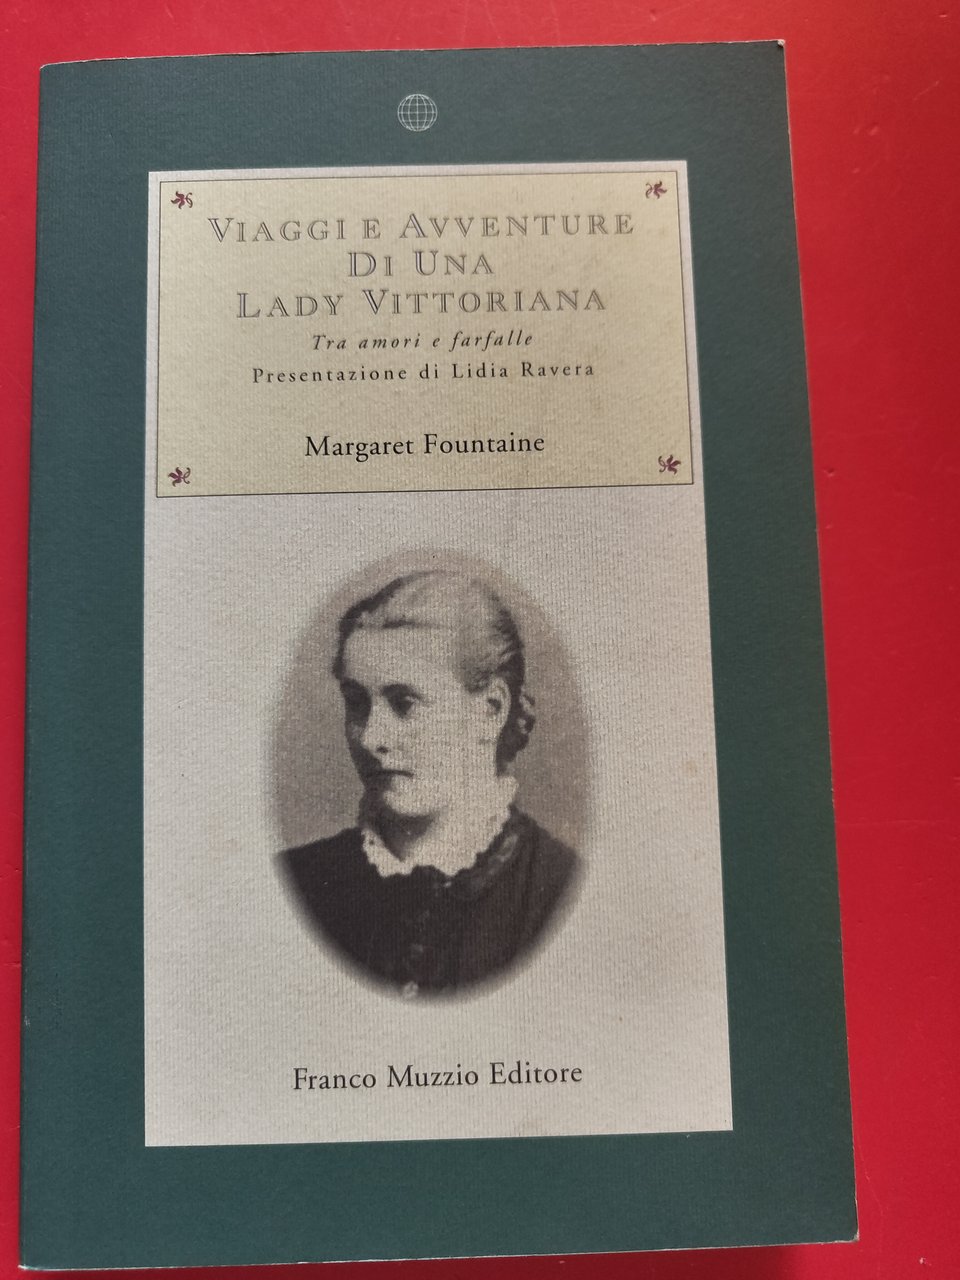 VIAGGI E AVVENTURE
DI UNA
LADY VITTORIANA
Tra amori e farfalle
Presentazione di Lidia Ravera
Margaret Fountaine
Franco Muzzio Editore